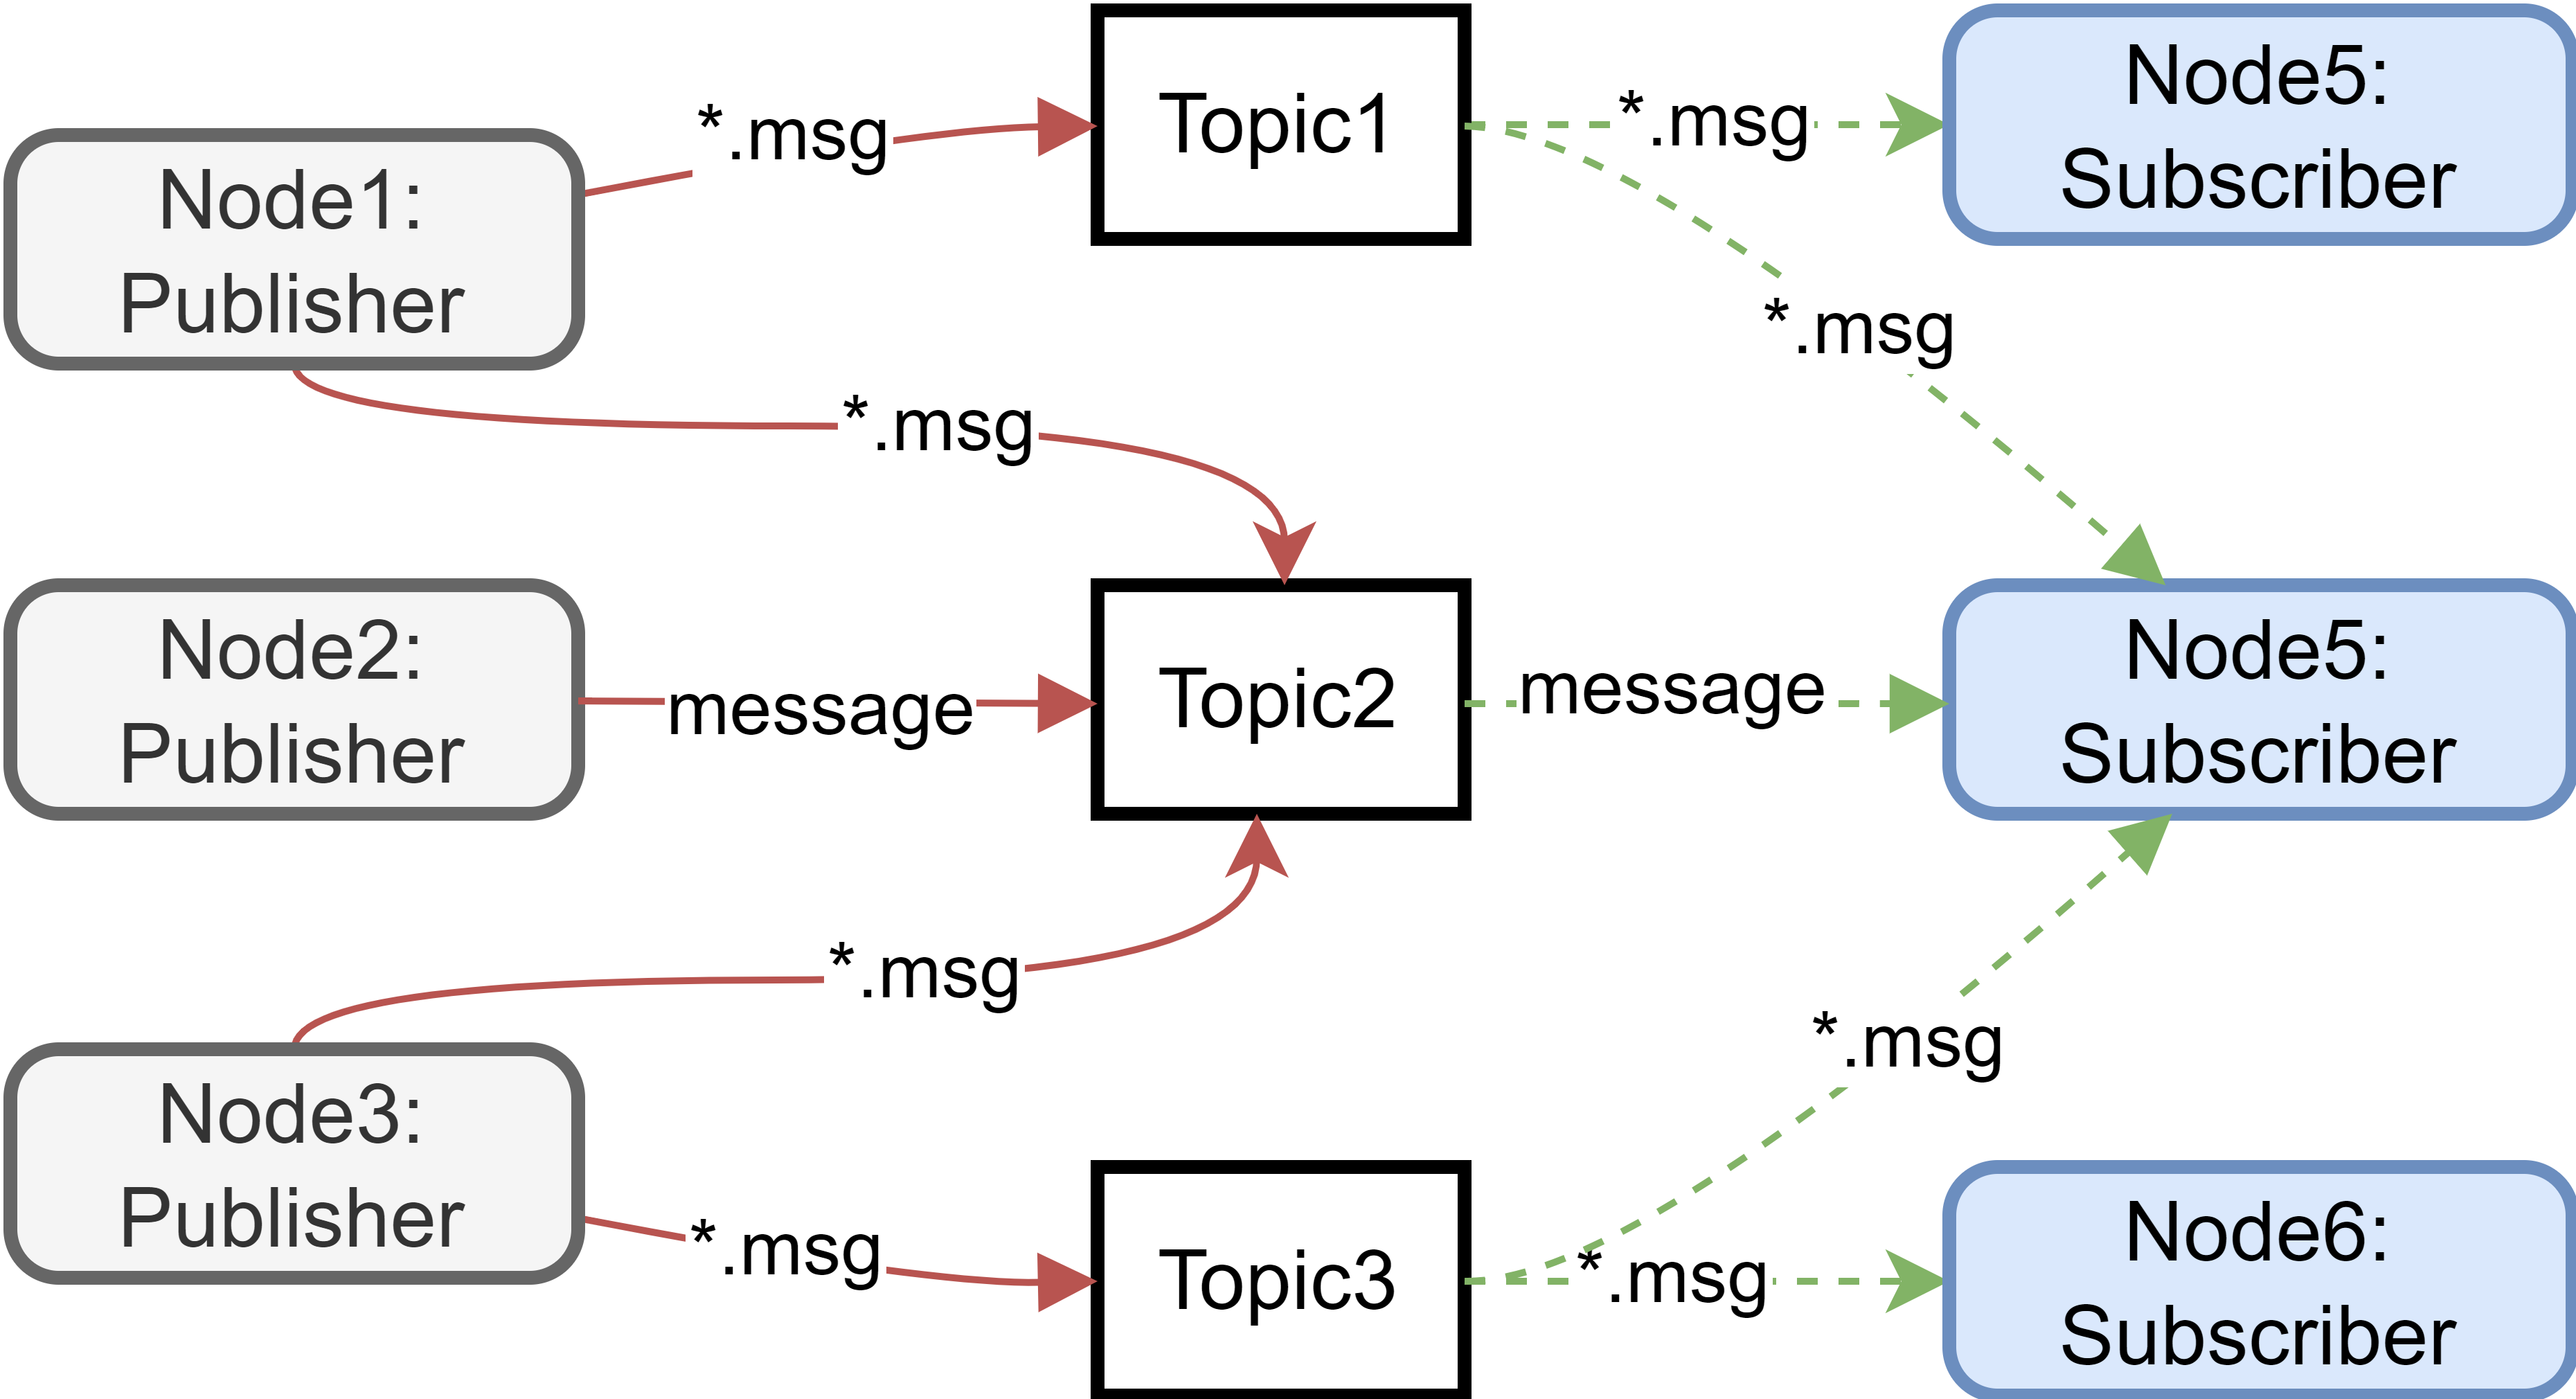 Node1:
Publisher
*.msg
Topic1
*.msg
Node5:
Subscriber
*.msg
*.msg
Node2:
Publisher
message
Topic2
message
Node5:
Subscriber
*.msg
*.msg
Node3:
Publisher
*.msg
Topic3
*.msg
Node6:
Subscriber